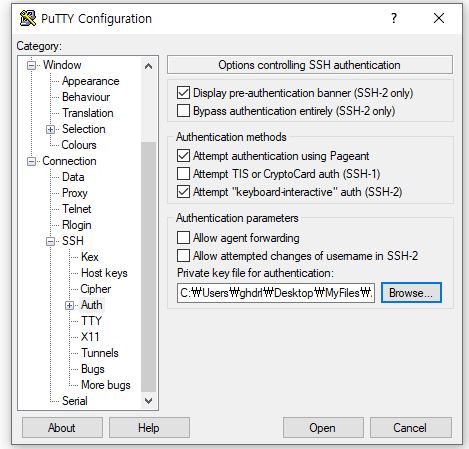 PuTTY Configuration
?
Category:
Window
Appearance
Behaviour
Translation
Selection
Colours
Connection
Data
Proxy
Telnet
Rlogin
SSH
Kex
Host keys
Cipher
Auth
TTY
X11
Tunnels
Bugs
More bugs
Serial
Options controlling SSH authentication
Display pre-authentication banner (SSH-2 only)
Bypass authentication entirely (SSH-2 only)
Authentication methods
Attempt authentication using Pageant
Attempt TIS or CryptoCard auth (SSH-1)
Attempt "keyboard-interactive" auth (SSH-2)
Authentication parameters
Allow agent forwarding
Allow attempted changes of username in SSH-2
Private key file for authentication:
C:₩Users₩ghdrl₩Desktop₩MyFiles₩. Browse...
About Help Open Cancel